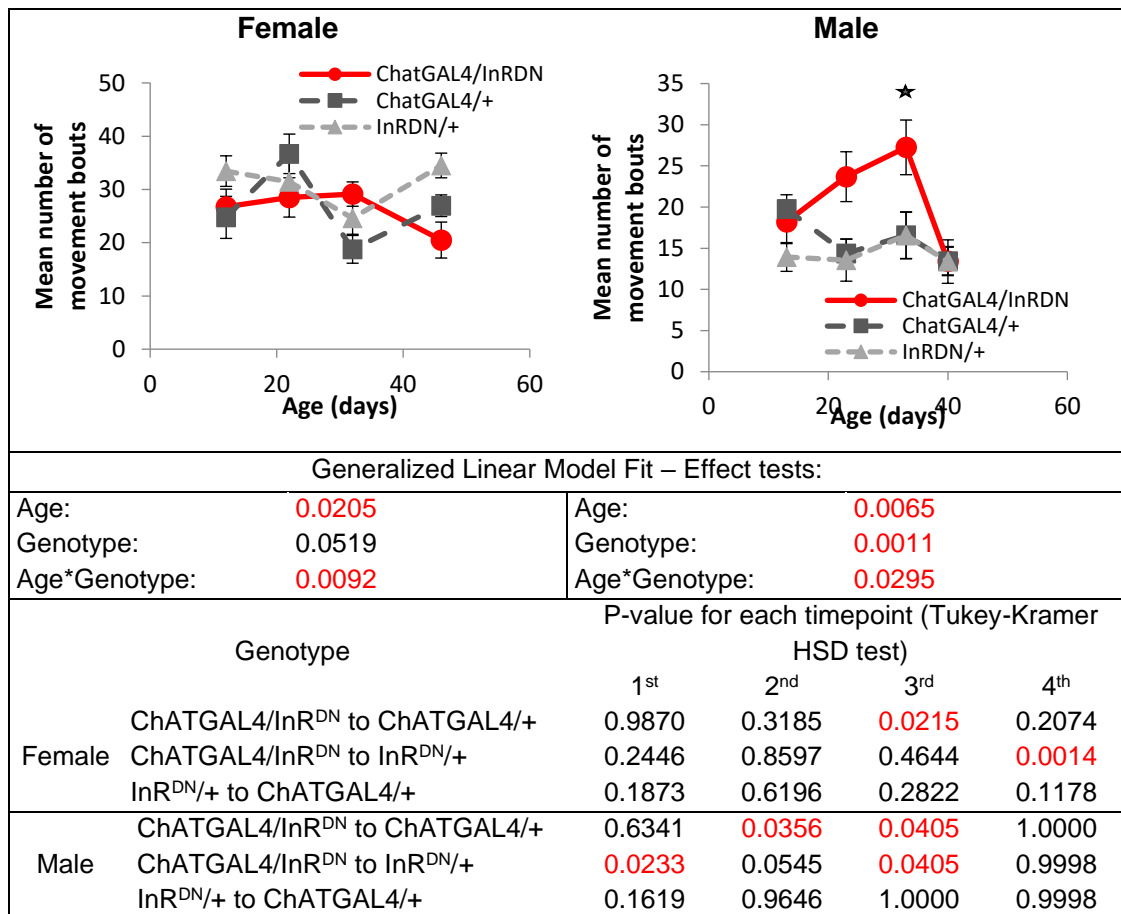 Female
Male
ChatGAL4/InRDN
ChatGAL4/+
InRDN/+
50
40
30
20
10
0
Mean number of
movement bouts
0 20 40 60
Age (days)
35
30
25
20
15
10
5
0
Mean number of
movement bouts
ChatGAL4/InRDN
ChatGAL4/+
InRDN/+
0 20 40 60
Age (days)
Generalized Linear Model Fit – Effect tests:
Age: 0.0205 Age: 0.0065
Genotype: 0.0519 Genotype: 0.0011
Age*Genotype: 0.0092 Age*Genotype: 0.0295
P-value for each timepoint (Tukey-Kramer
Genotype HSD test)
1st 2nd 3rd 4th
ChATGAL4/InRDN to ChATGAL4/+ 0.9870 0.3185 0.0215 0.2074
Female ChATGAL4/InRDN to InRDN/+ 0.2446 0.8597 0.4644 0.0014
InRDN/+ to ChATGAL4/+ 0.1873 0.6196 0.2822 0.1178
ChATGAL4/InRDN to ChATGAL4/+ 0.6341 0.0356 0.0405 1.0000
Male ChATGAL4/InRDN to InRDN/+ 0.0233 0.0545 0.0405 0.9998
InRDN/+ to ChATGAL4/+ 0.1619 0.9646 1.0000 0.9998